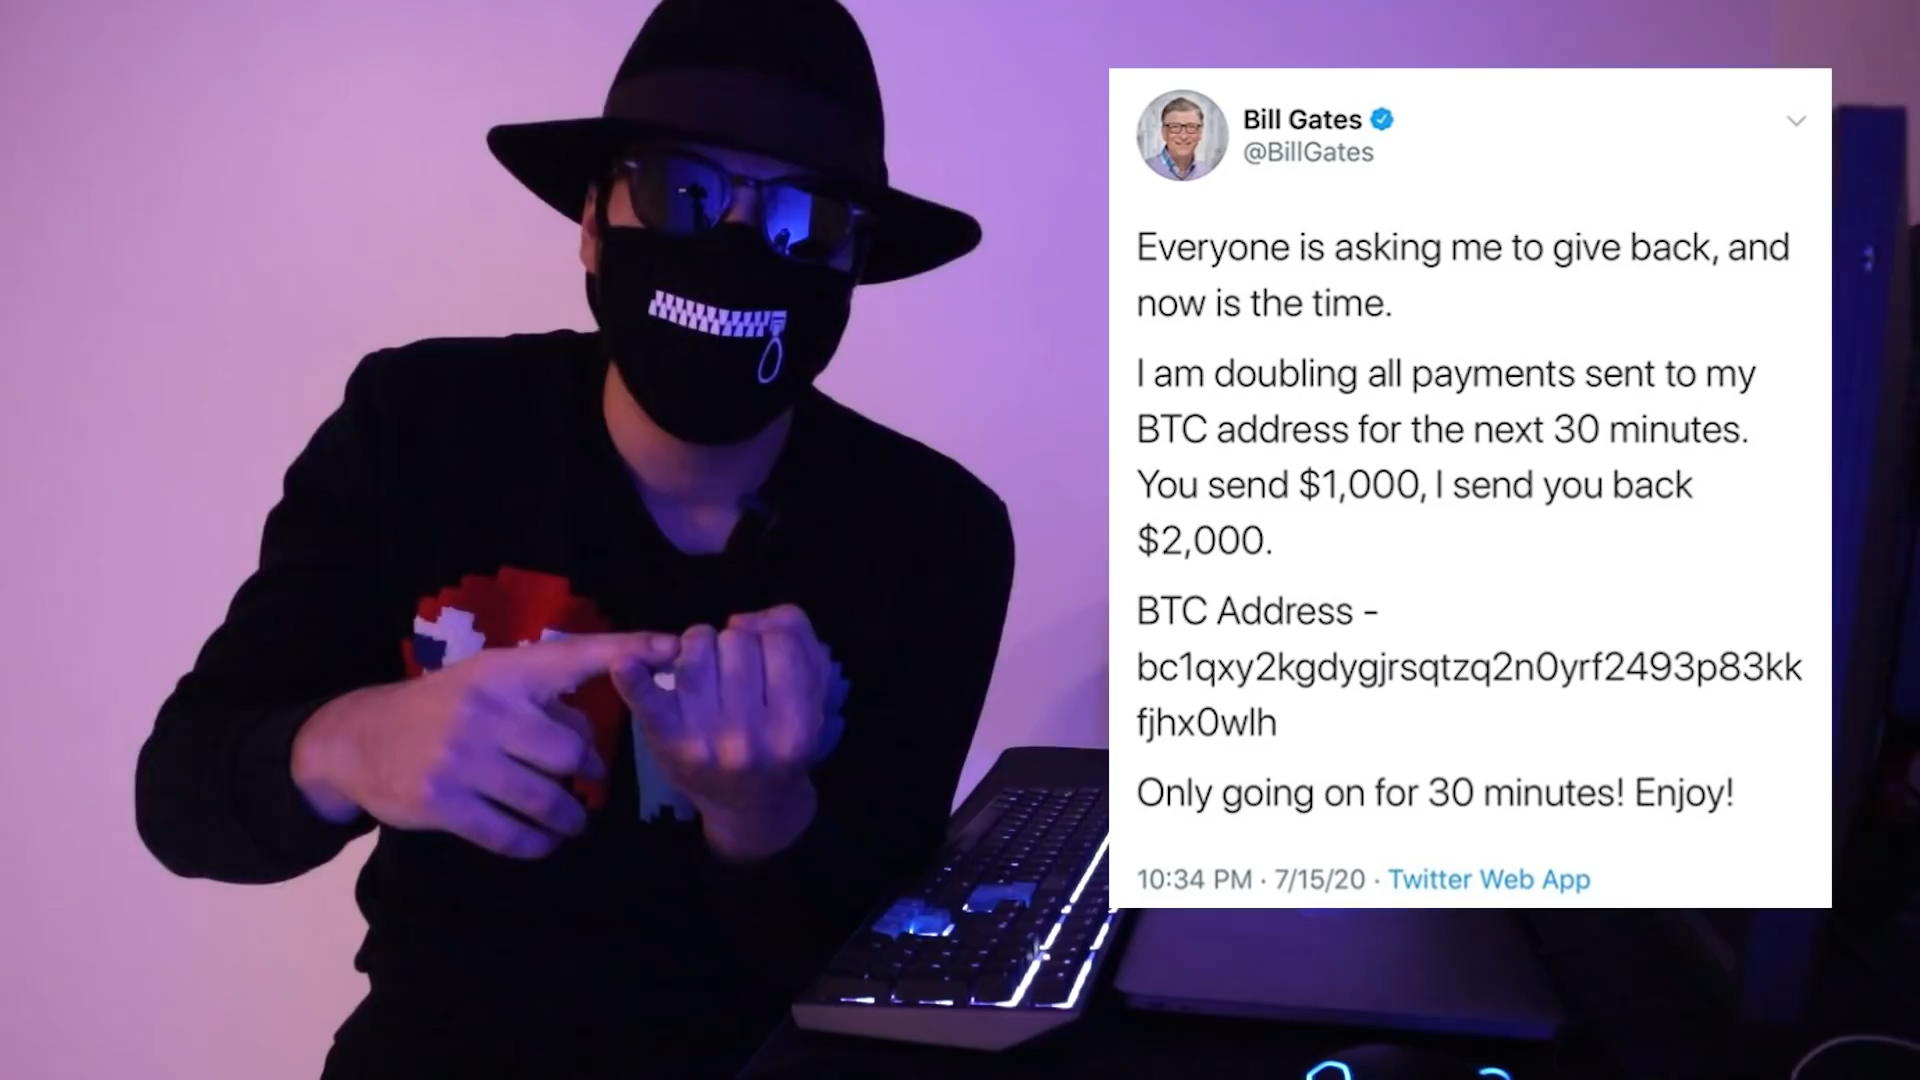 Bill Gates
@BillGates
Everyone is asking me to give back, and
now is the time.
I am doubling all payments sent to my
BTC address for the next 30 minutes.
You send $1,000, I send you back
$2,000.
BTC Address -
bc1qxy2kgdygjrsqtzq2n0yrf2493p83kk
fjhx0wlh
Only going on for 30 minutes! Enjoy!
10:34 PM · 7/15/20 · Twitter Web App